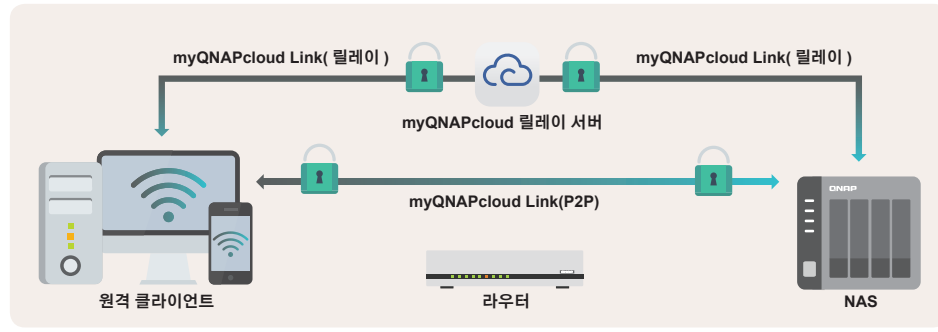 myQNAPcloud Link( 릴레이 )
myQNAPcloud Link( 릴레이 )
myQNAPcloud 릴레이 서버
myQNAPcloud Link(P2P)
QNAP
원격 클라이언트
라우터
NAS